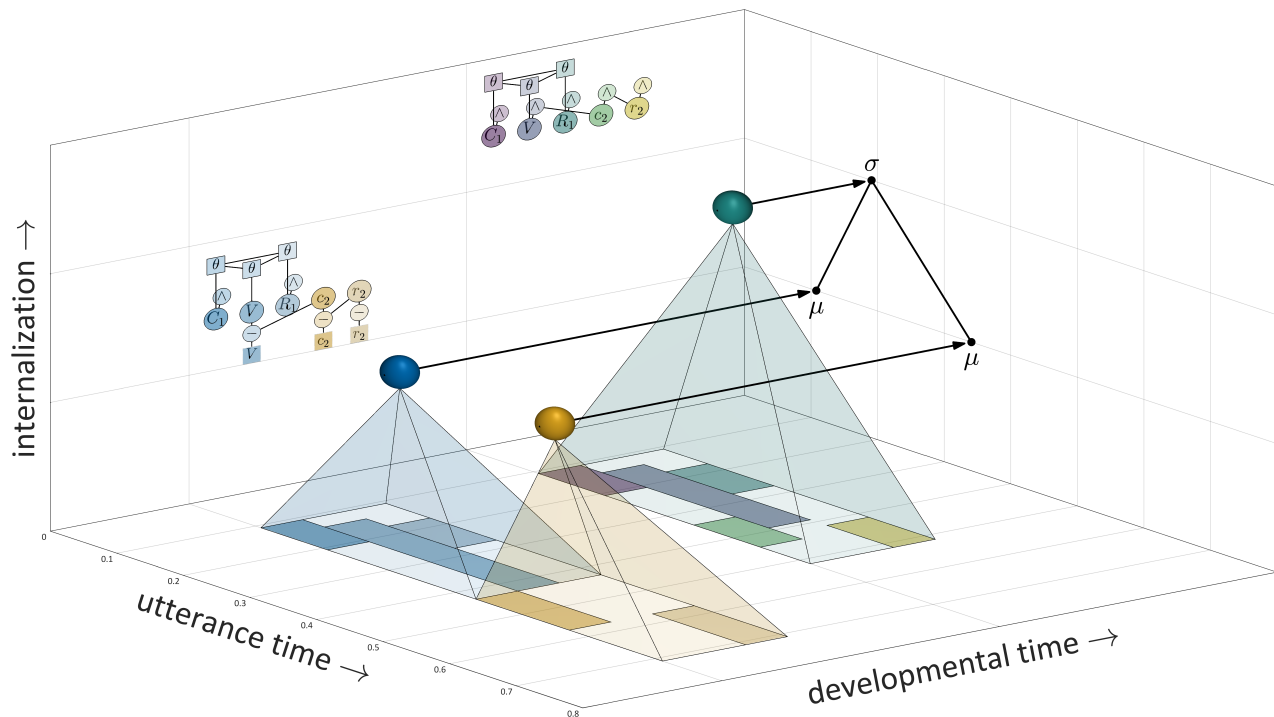 θ θ θ
∧ ∧ ∧ ∧ ∧
C₁ V R₁ c₂ r₂
σ
μ
μ
θ θ θ
∧ ∧
C₁ V R₁ c₂ r₂
− − −
V c₂ r₂
internalization →
0
0.1
0.2
0.3
0.4
0.5
0.6
0.7
0.8
utterance time →
developmental time →